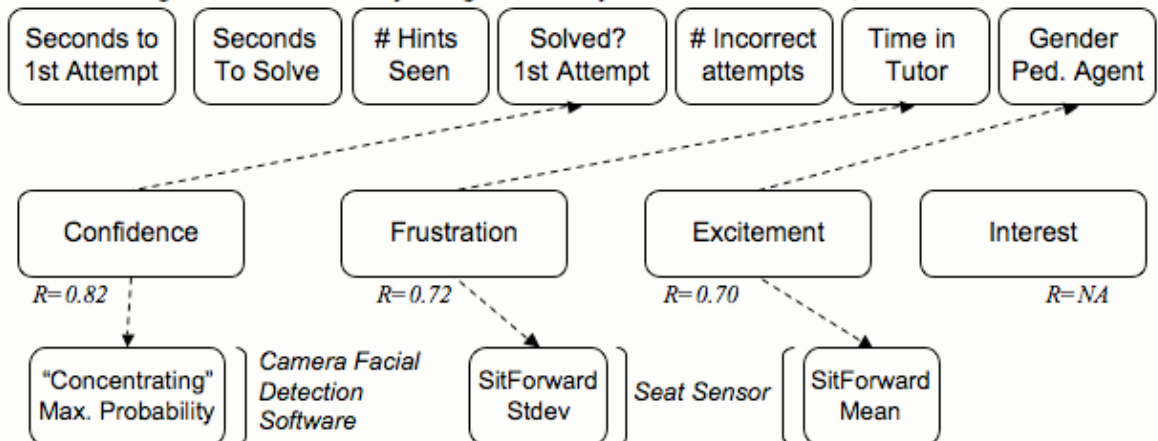 Seconds to
1st Attempt
Seconds
To Solve
# Hints
Seen
Solved?
1st Attempt
# Incorrect
attempts
Time in
Tutor
Gender
Ped. Agent
Confidence
Frustration
Excitement
Interest
R=0.82
R=0.72
R=0.70
R=NA
“Concentrating”
Max. Probability
Camera Facial
Detection
Software
SitForward
Stdev
Seat Sensor
SitForward
Mean